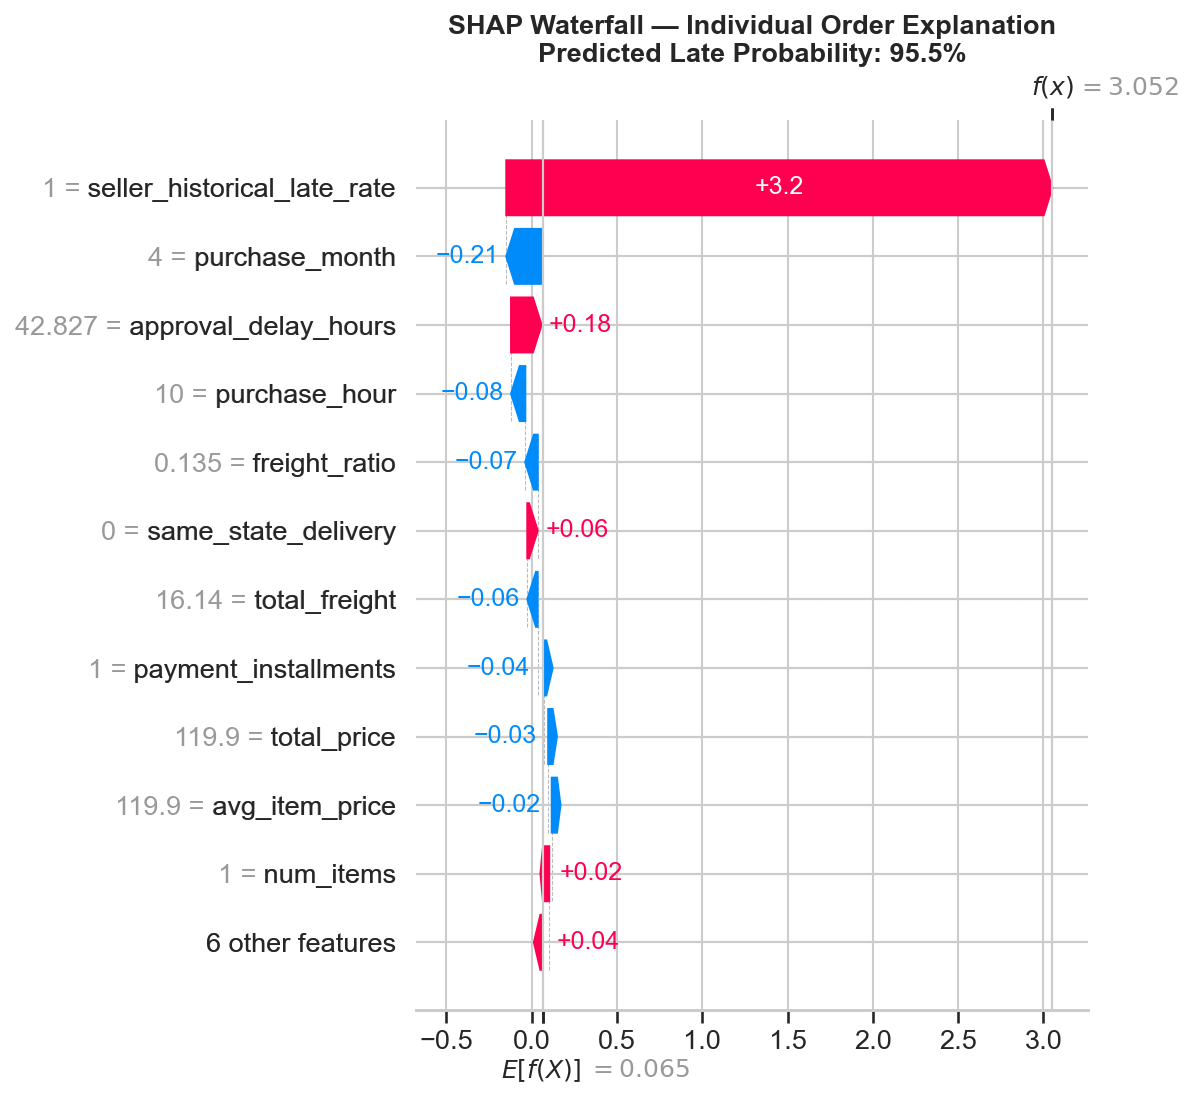 SHAP Waterfall — Individual Order Explanation
Predicted Late Probability: 95.5%
f(x) = 3.052
1 = seller_historical_late_rate +3.2
4 = purchase_month −0.21
42.827 = approval_delay_hours +0.18
10 = purchase_hour −0.08
0.135 = freight_ratio −0.07
0 = same_state_delivery +0.06
16.14 = total_freight −0.06
1 = payment_installments −0.04
119.9 = total_price −0.03
119.9 = avg_item_price −0.02
1 = num_items +0.02
6 other features +0.04
−0.5 0.0 0.5 1.0 1.5 2.0 2.5 3.0
E[f(X)] = 0.065